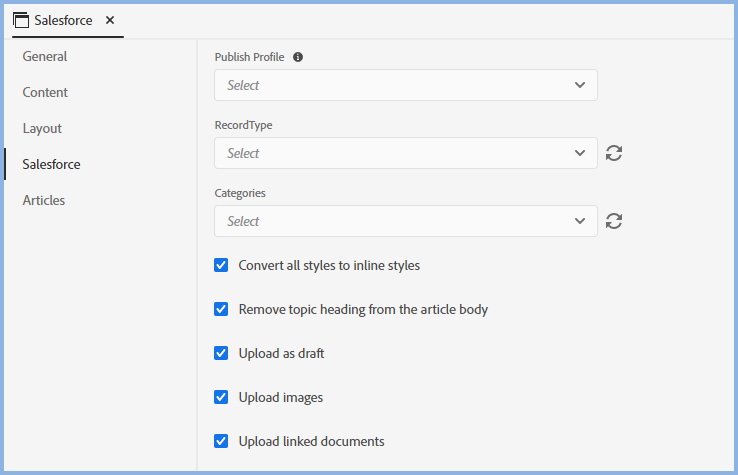 Salesforce
General
Content
Layout
Salesforce
Articles
Publish Profile
Select
RecordType
Select
Categories
Select
Convert all styles to inline styles
Remove topic heading from the article body
Upload as draft
Upload images
Upload linked documents